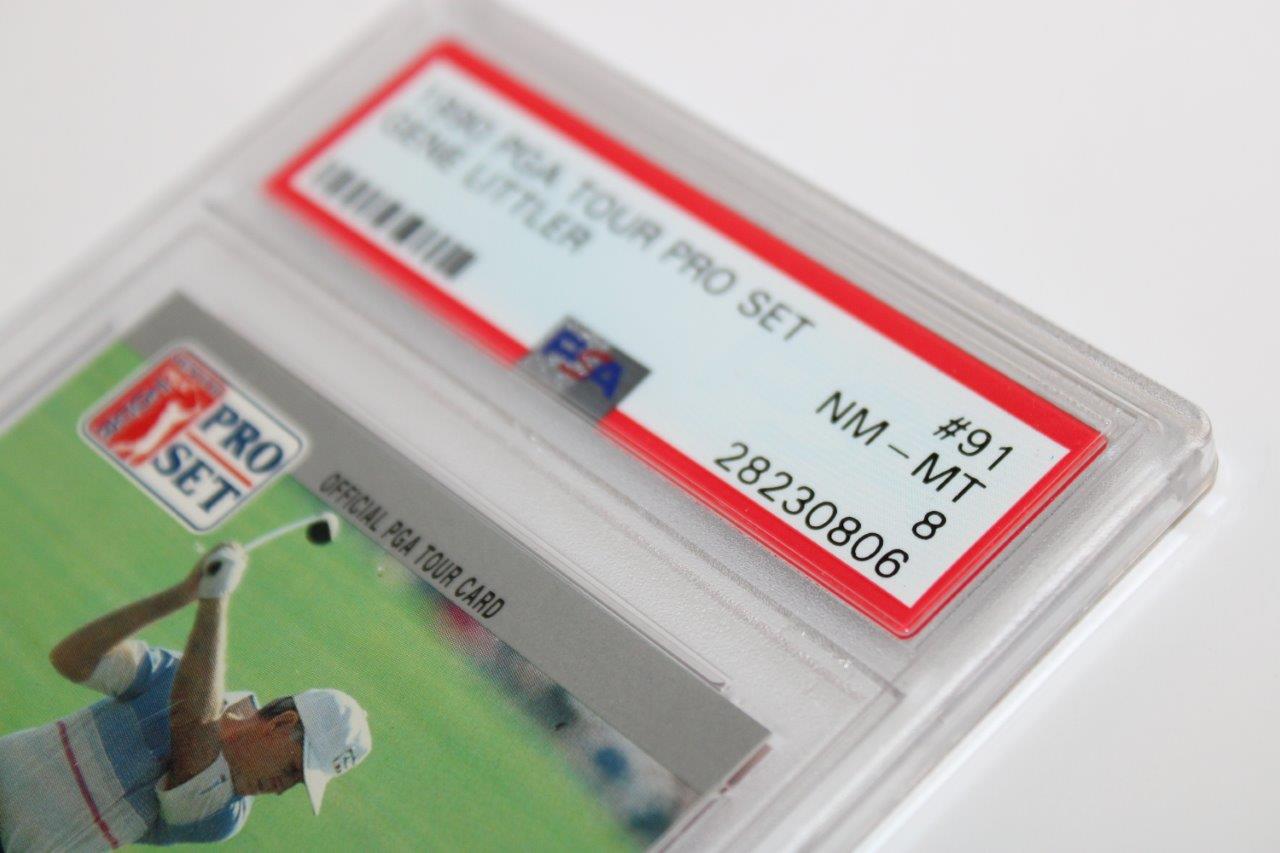 1990 PGA TOUR PRO SET
GENE LITTLER
#91
NM-MT
8
28230806
PSA
PRO
SET
OFFICIAL PGA TOUR CARD